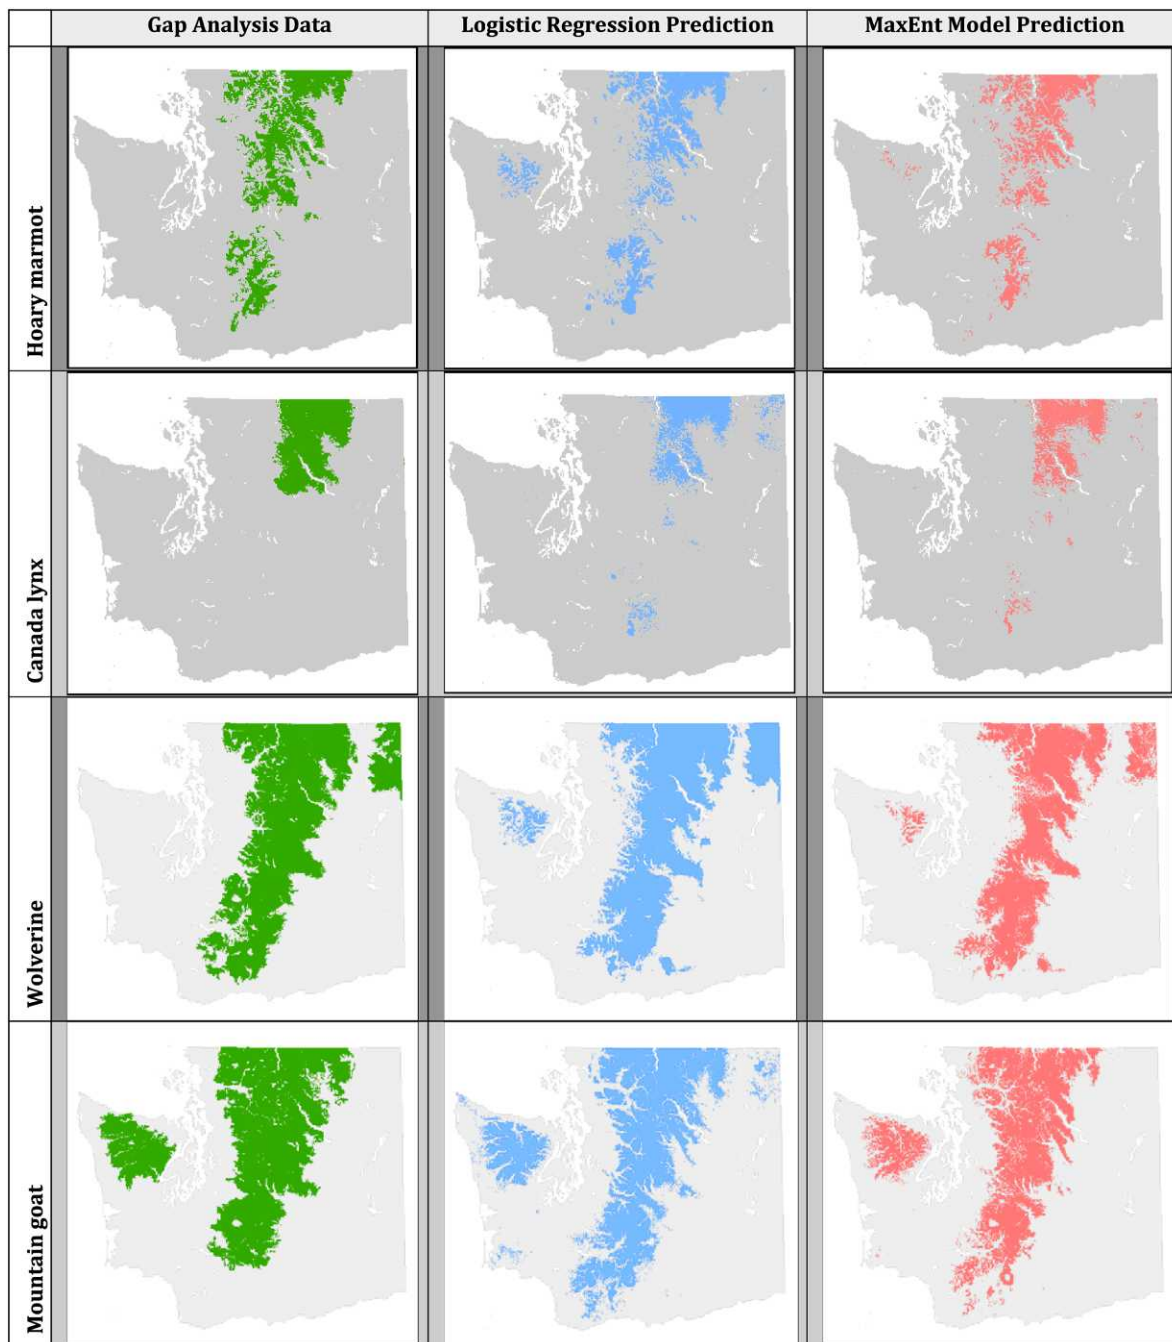 Gap Analysis Data
Logistic Regression Prediction
MaxEnt Model Prediction
Hoary marmot
Canada lynx
Wolverine
Mountain goat